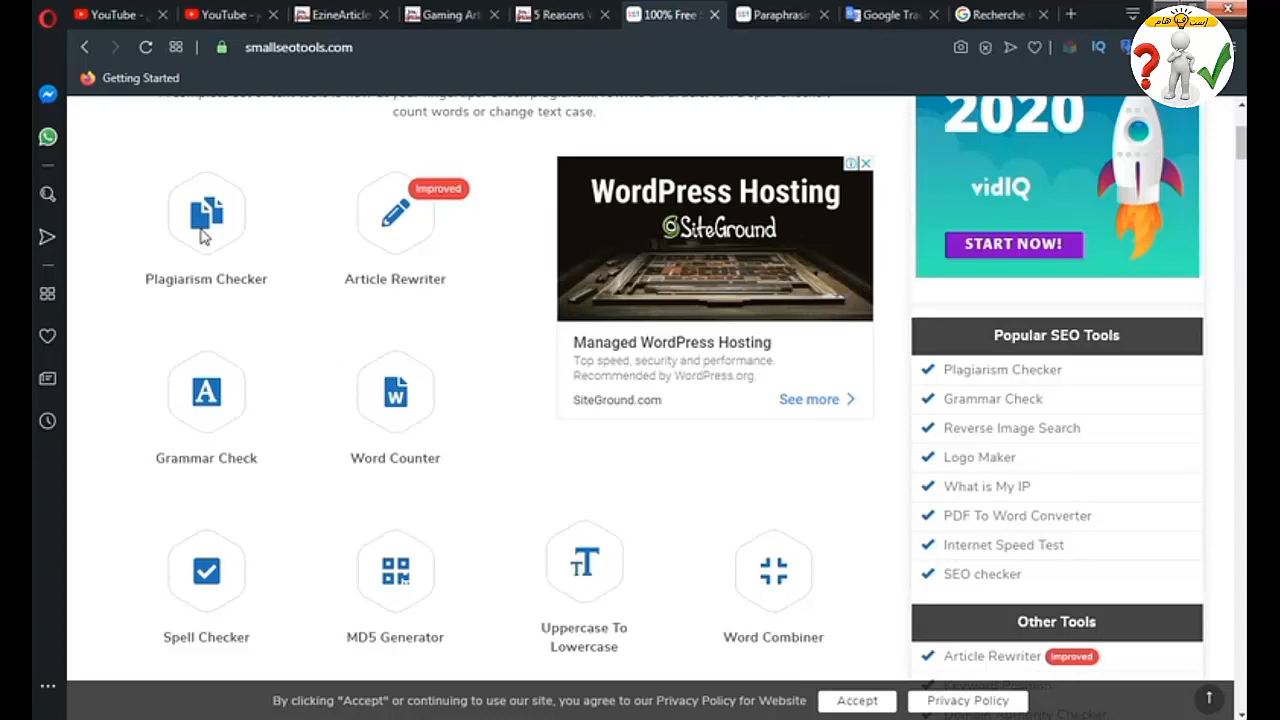 YouTube -
YouTube -
EzineArticle
Gaming Ar
5 Reasons V
100% Free
Paraphrasin
Google Tra
Recherche
smallseotools.com
IQ
Getting Started
count words or change text case.
Plagiarism Checker
Improved
Article Rewriter
Grammar Check
Word Counter
Spell Checker
MD5 Generator
Uppercase To
Lowercase
Word Combiner
WordPress Hosting
SiteGround
Managed WordPress Hosting
Top speed, security and performance.
Recommended by WordPress.org.
SiteGround.com
See more
2020
vidIQ
START NOW!
Popular SEO Tools
Plagiarism Checker
Grammar Check
Reverse Image Search
Logo Maker
What is My IP
PDF To Word Converter
Internet Speed Test
SEO checker
Other Tools
Article Rewriter Improved
By clicking "Accept" or continuing to use our site, you agree to our Privacy Policy for Website
Accept
Privacy Policy